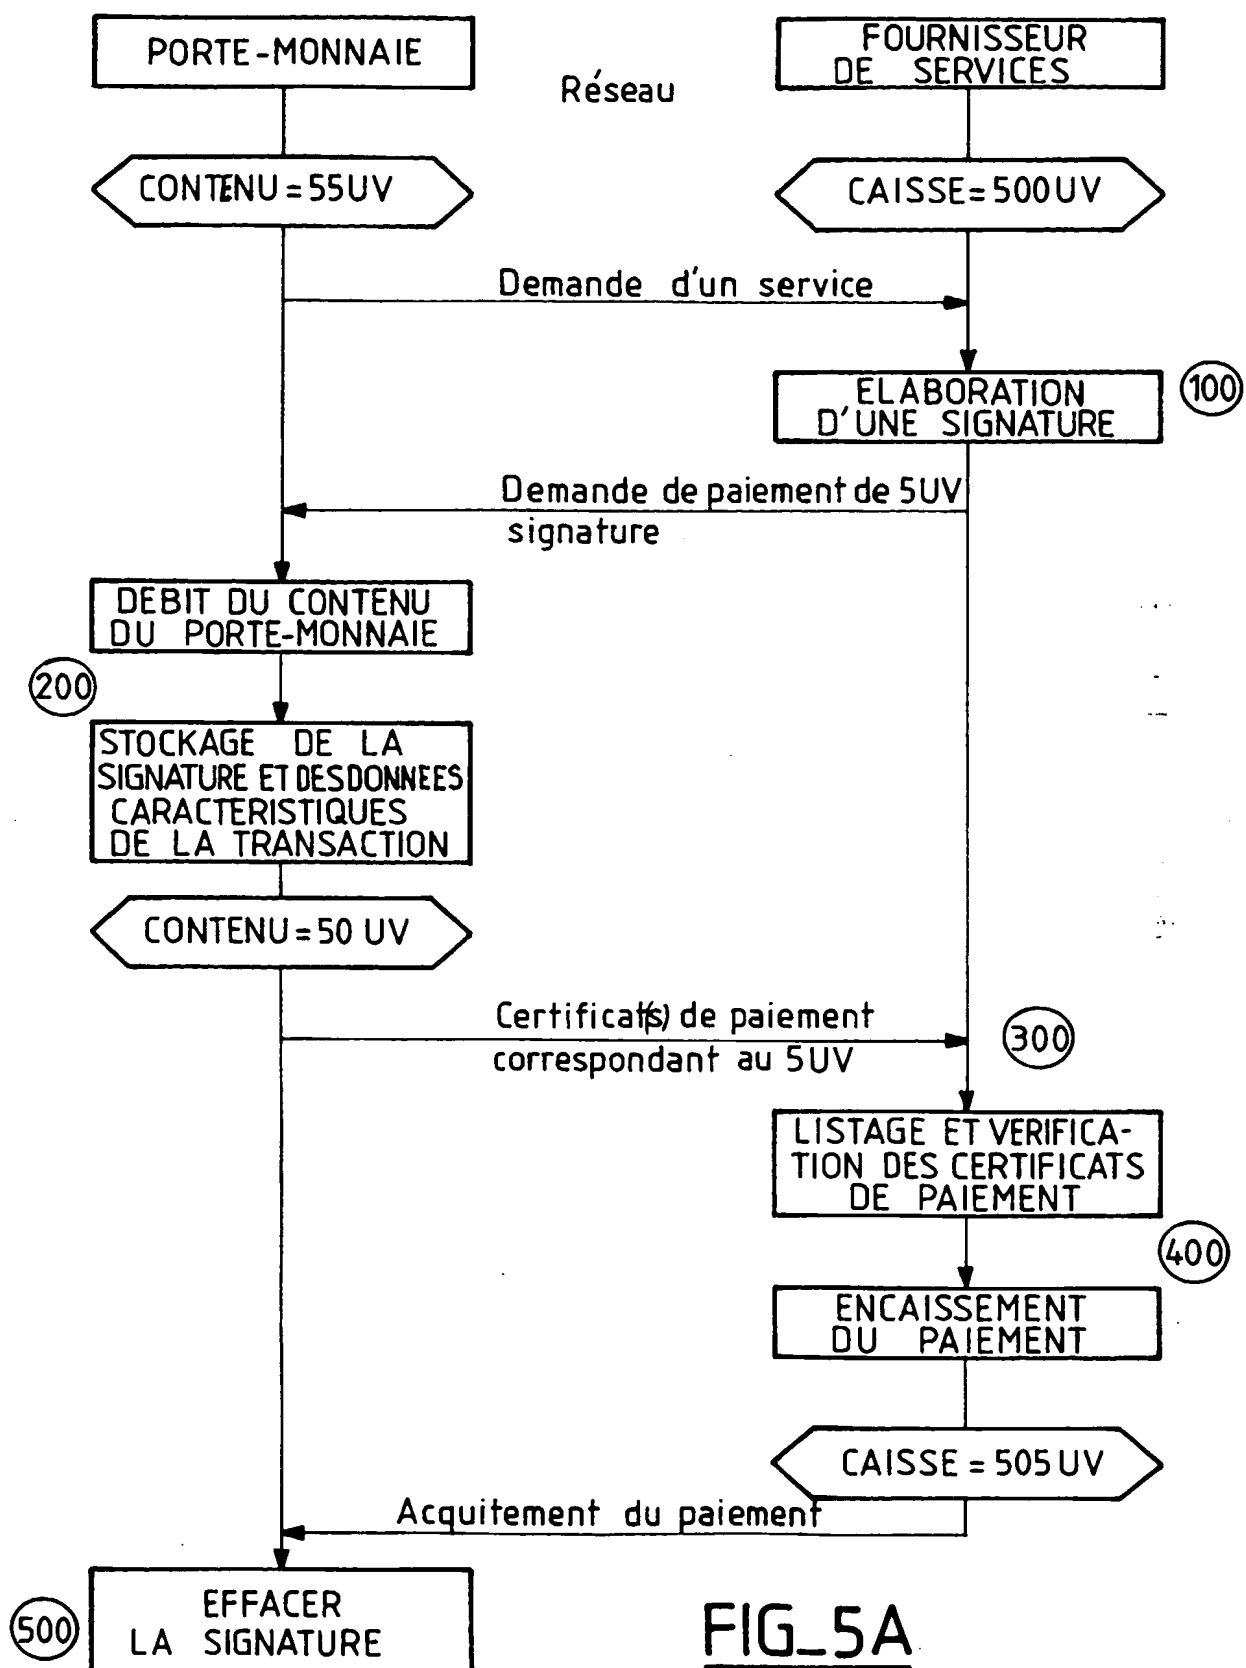 PORTE-MONNAIE
FOURNISSEUR
DE SERVICES
Réseau
CONTENU = 55UV
CAISSE = 500UV
Demande d'un service
ELABORATION
D'UNE SIGNATURE
100
Demande de paiement de 5UV
signature
DEBIT DU CONTENU
DU PORTE-MONNAIE
200
STOCKAGE DE LA
SIGNATURE ET DES DONNEES
CARACTERISTIQUES
DE LA TRANSACTION
CONTENU = 50 UV
Certificat(s) de paiement
correspondant au 5UV
300
LISTAGE ET VERIFICA-
TION DES CERTIFICATS
DE PAIEMENT
400
ENCAISSEMENT
DU PAIEMENT
CAISSE = 505UV
Acquitement du paiement
EFFACER
LA SIGNATURE
500
FIG_5A